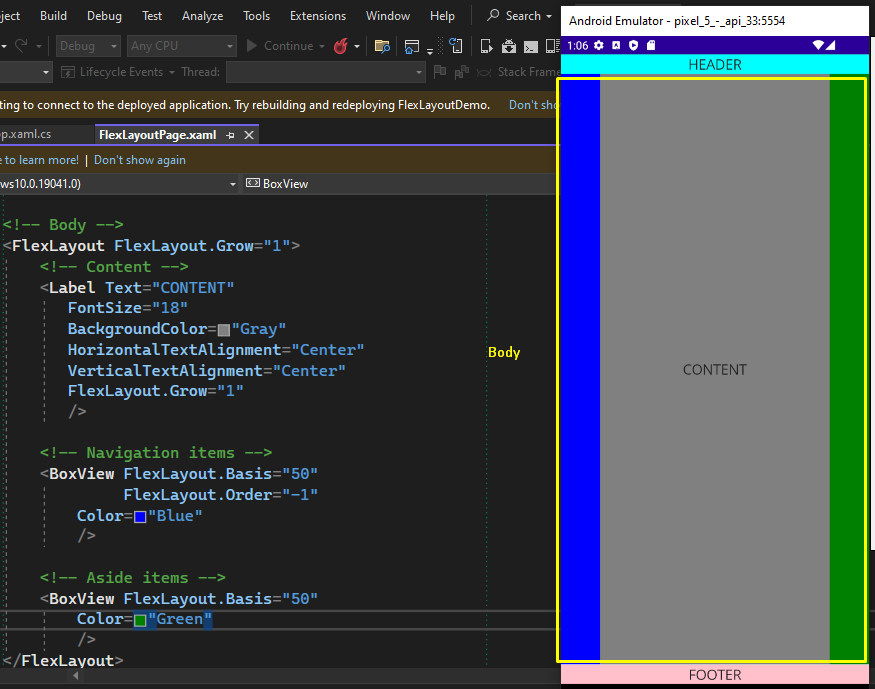 ject Build Debug Test Analyze Tools Extensions Window Help Search
Android Emulator - pixel_5_-_api_33:5554
Debug Any CPU Continue
1:06
Lifecycle Events Thread: Stack Frame
HEADER
ting to connect to the deployed application. Try rebuilding and redeploying FlexLayoutDemo. Don't sho
p.xaml.cs FlexLayoutPage.xaml
e to learn more! | Don't show again
ws10.0.19041.0) BoxView
<!-- Body -->
<FlexLayout FlexLayout.Grow="1">
<!-- Content -->
<Label Text="CONTENT"
FontSize="18"
BackgroundColor="Gray"
HorizontalTextAlignment="Center"
VerticalTextAlignment="Center"
FlexLayout.Grow="1"
/>
Body
CONTENT
<!-- Navigation items -->
<BoxView FlexLayout.Basis="50"
FlexLayout.Order="-1"
Color="Blue"
/>
<!-- Aside items -->
<BoxView FlexLayout.Basis="50"
Color="Green"
/>
</FlexLayout>
FOOTER